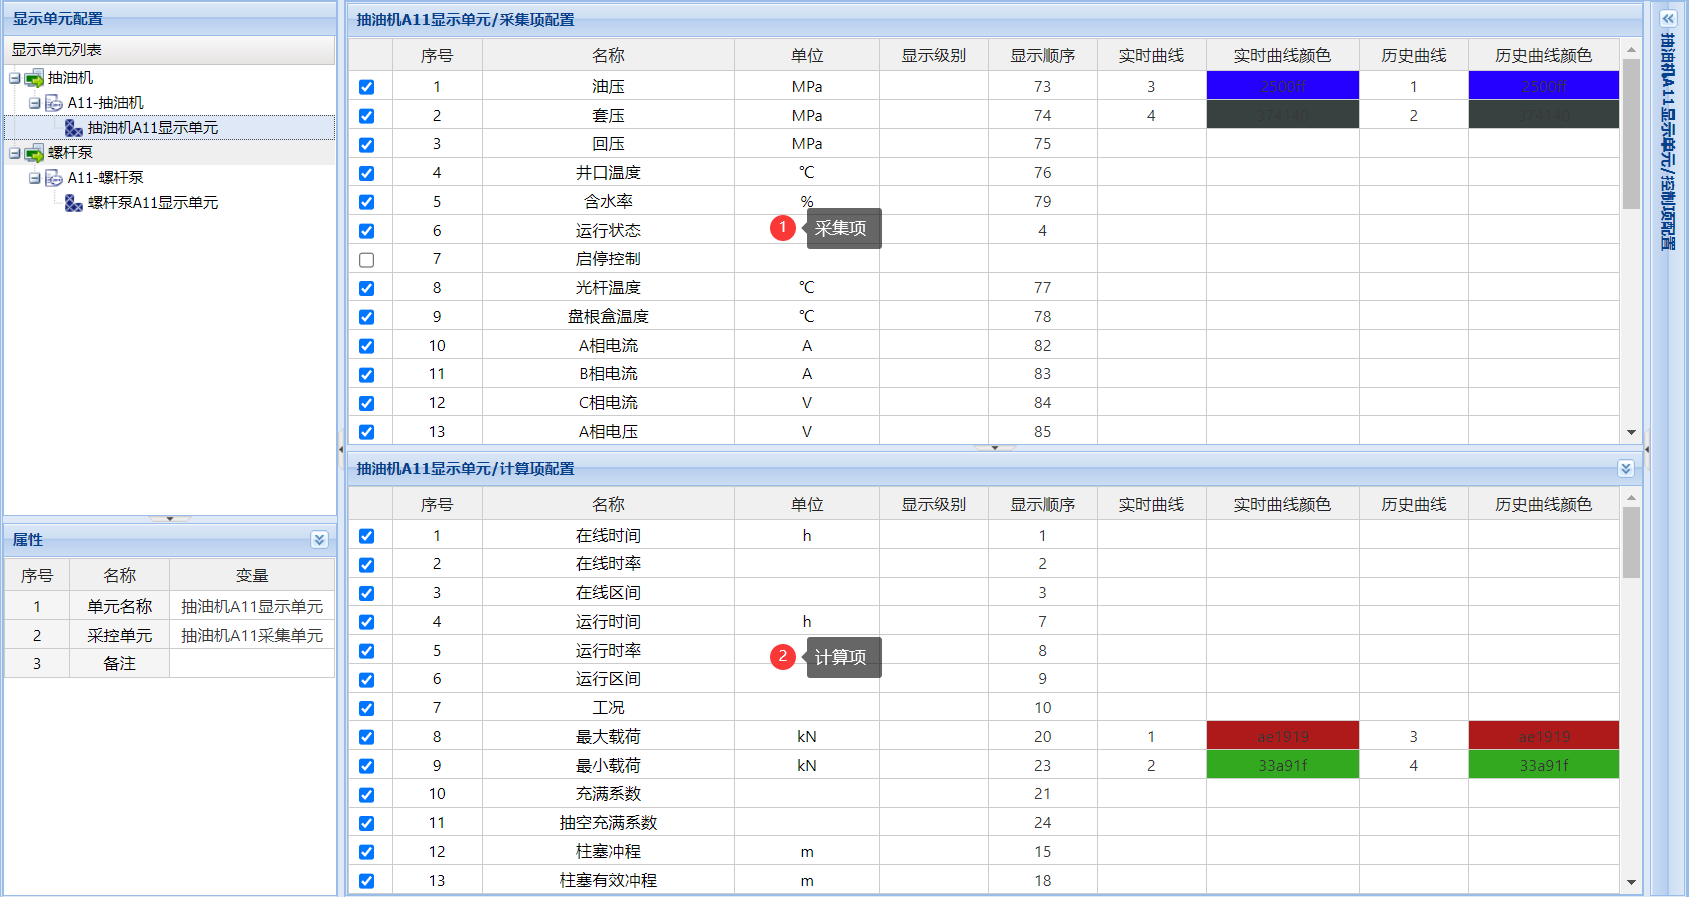 显示单元配置
显示单元列表
抽油机
A11-抽油机
抽油机A11显示单元
螺杆泵
A11-螺杆泵
螺杆泵A11显示单元
属性
序号 名称 变量
1 单元名称 抽油机A11显示单元
2 采控单元 抽油机A11采集单元
3 备注
抽油机A11显示单元/采集项配置
序号 名称 单位 显示级别 显示顺序 实时曲线 实时曲线颜色 历史曲线 历史曲线颜色
1 油压 MPa 73 3 2500ff 1 2500ff
2 套压 MPa 74 4 374140 2 374140
3 回压 MPa 75
4 井口温度 ℃ 76
5 含水率 % 79
6 运行状态 4
7 启停控制
8 光杆温度 ℃ 77
9 盘根盒温度 ℃ 78
10 A相电流 A 82
11 B相电流 A 83
12 C相电流 V 84
13 A相电压 V 85
1 采集项
抽油机A11显示单元/计算项配置
序号 名称 单位 显示级别 显示顺序 实时曲线 实时曲线颜色 历史曲线 历史曲线颜色
1 在线时间 h 1
2 在线时率 2
3 在线区间 3
4 运行时间 h 7
5 运行时率 8
6 运行区间 9
7 工况 10
8 最大载荷 kN 20 1 ae1919 3 ae1919
9 最小载荷 kN 23 2 33a91f 4 33a91f
10 充满系数 21
11 抽空充满系数 24
12 柱塞冲程 m 15
13 柱塞有效冲程 m 18
2 计算项
抽油机A11显示单元/控制项配置